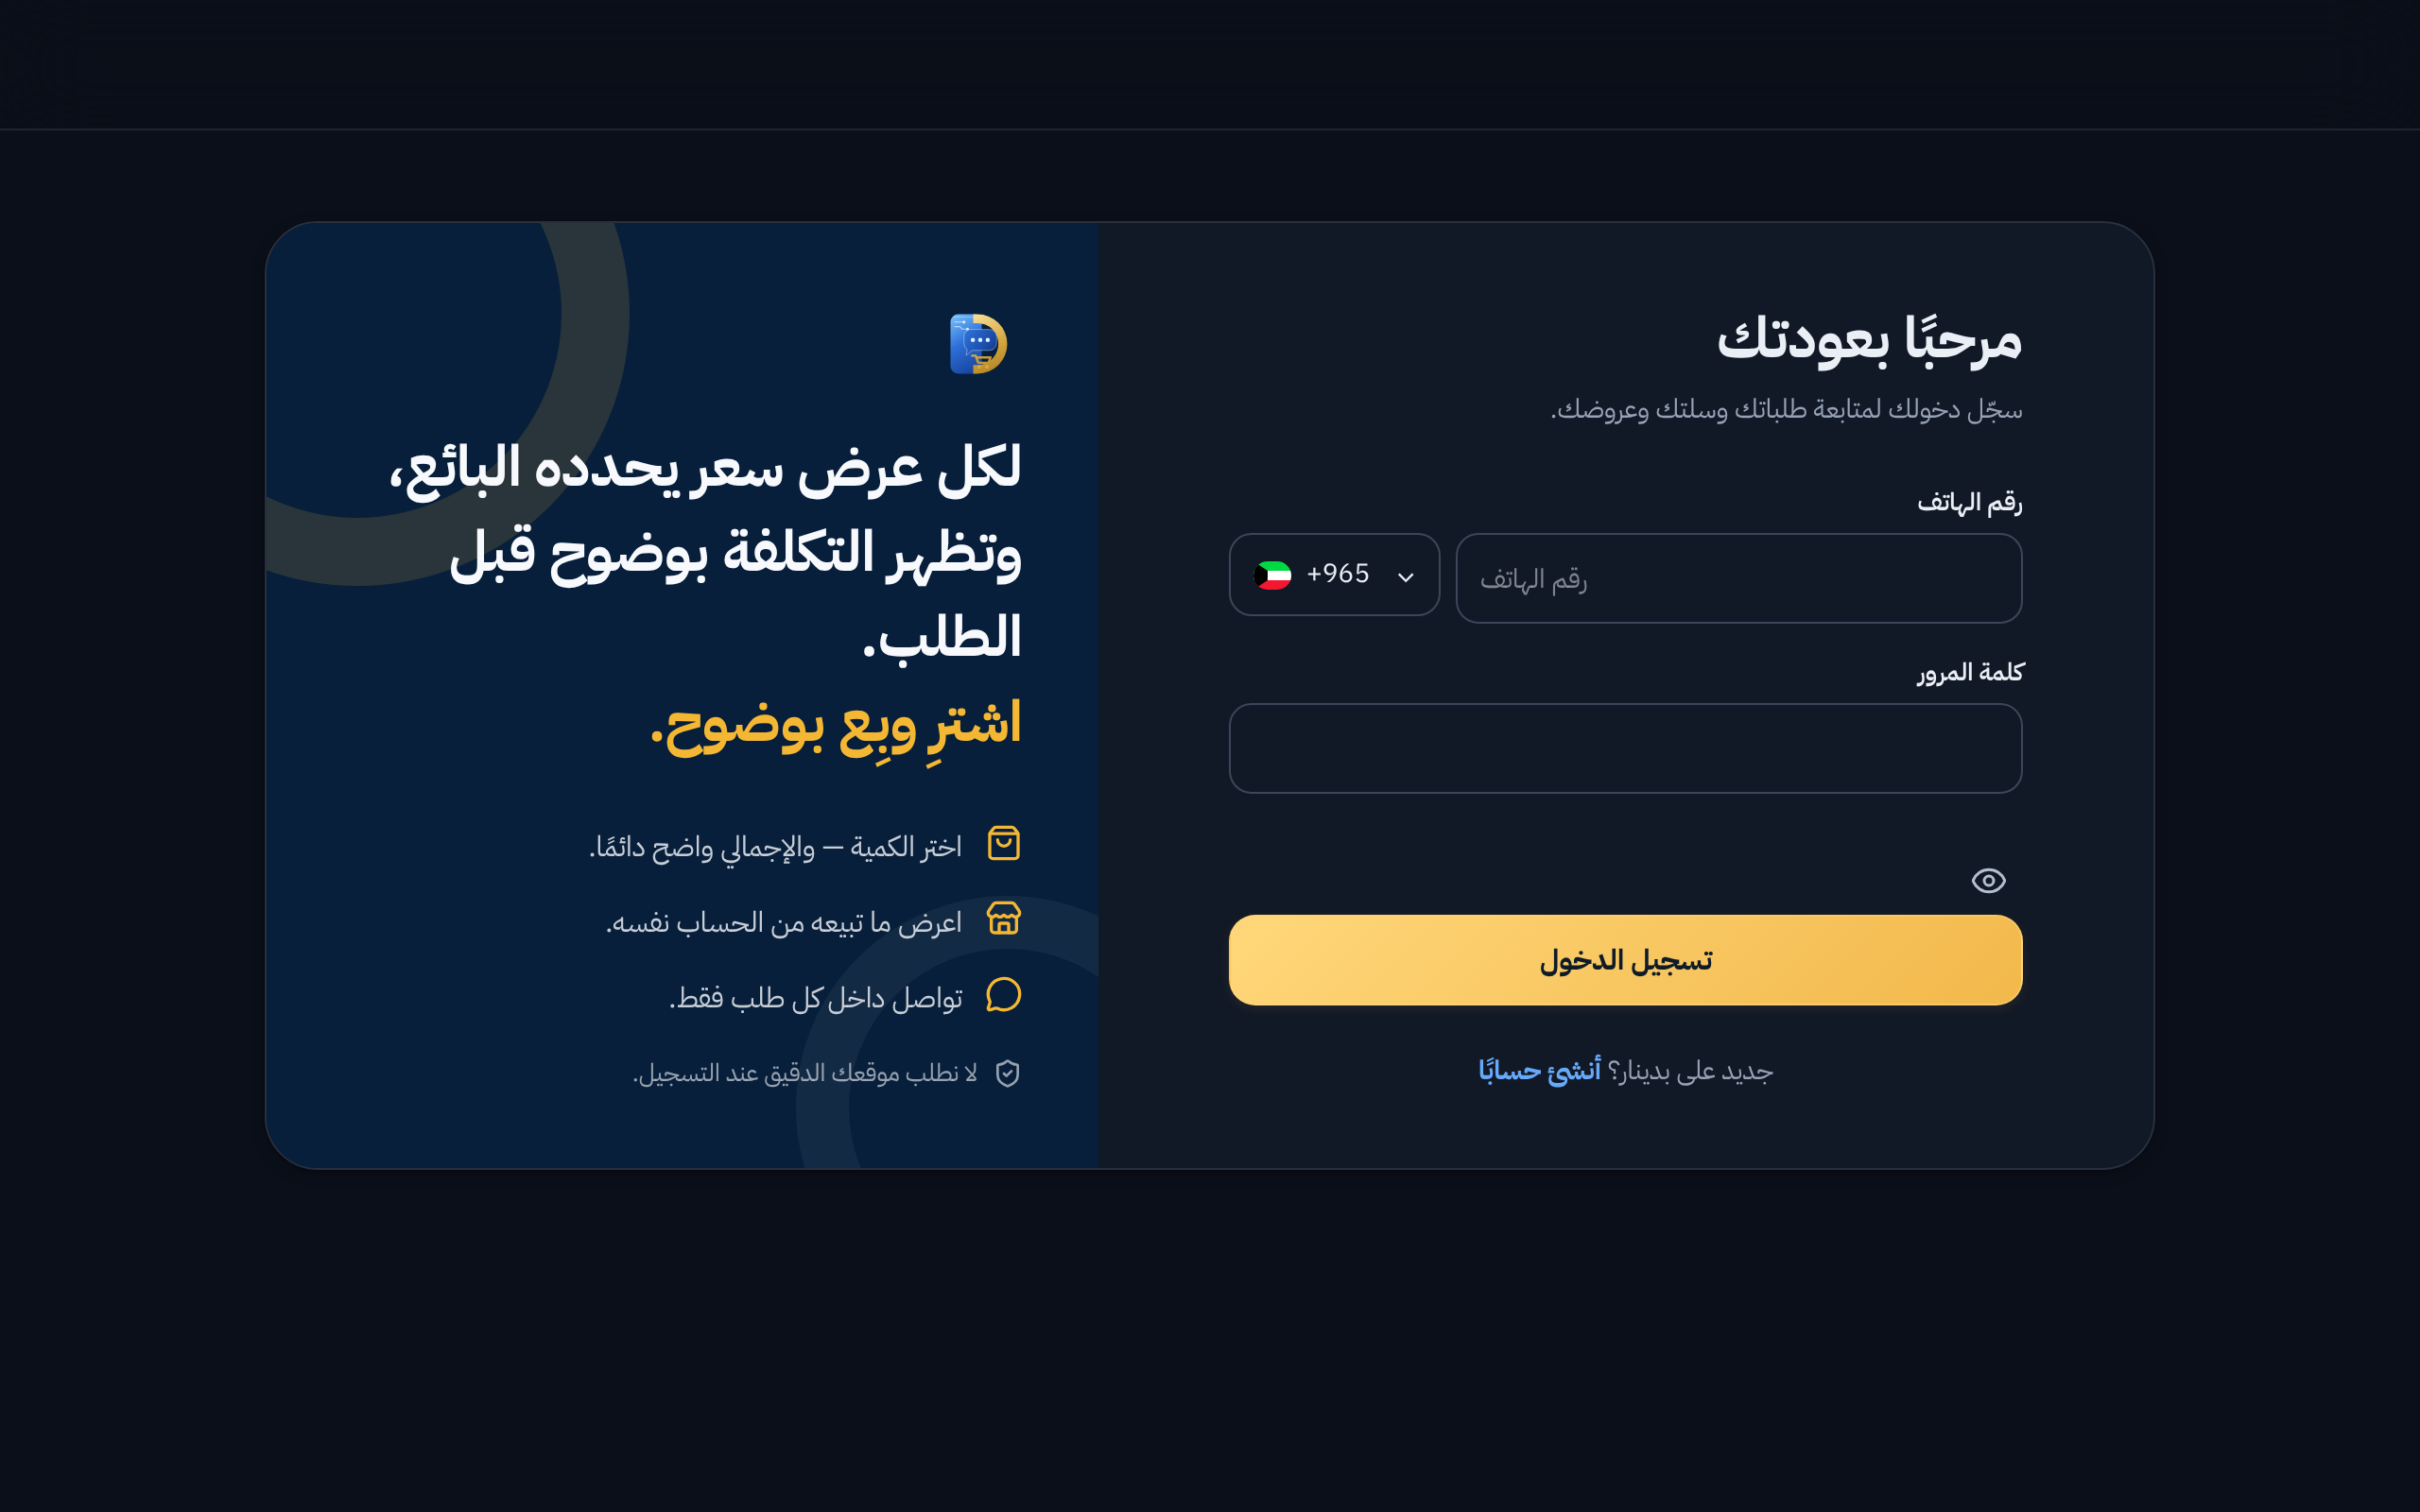 مرحبًا بعودتك
سجّل دخولك لمتابعة طلباتك وسلتك وعروضك.
رقم الهاتف
رقم الهاتف
+965
كلمة المرور
تسجيل الدخول
جديد على بدينار؟ أنشئ حسابًا
لكل عرض سعر يحدده البائع،
وتظهر التكلفة بوضوح قبل
الطلب.
اشترِ وبِع بوضوح.
اختر الكمية — والإجمالي واضح دائمًا.
اعرض ما تبيعه من الحساب نفسه.
تواصل داخل كل طلب فقط.
لا نطلب موقعك الدقيق عند التسجيل.